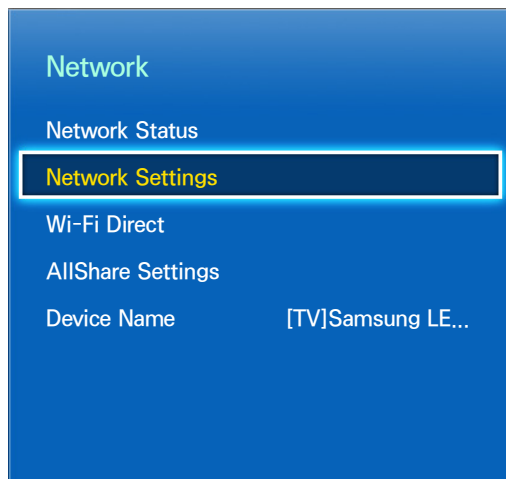 Network
Network Status
Network Settings
Wi-Fi Direct
AllShare Settings
Device Name [TV]Samsung LE...